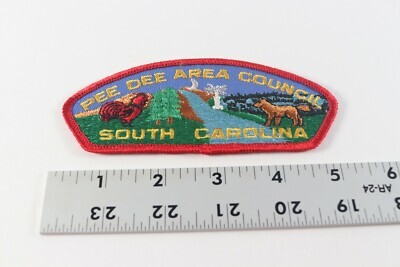 PEE DEE AREA COUNCIL
SOUTH CAROLINA
1 2 3 4 5 6
AR-24
23 22 21 20 19 18